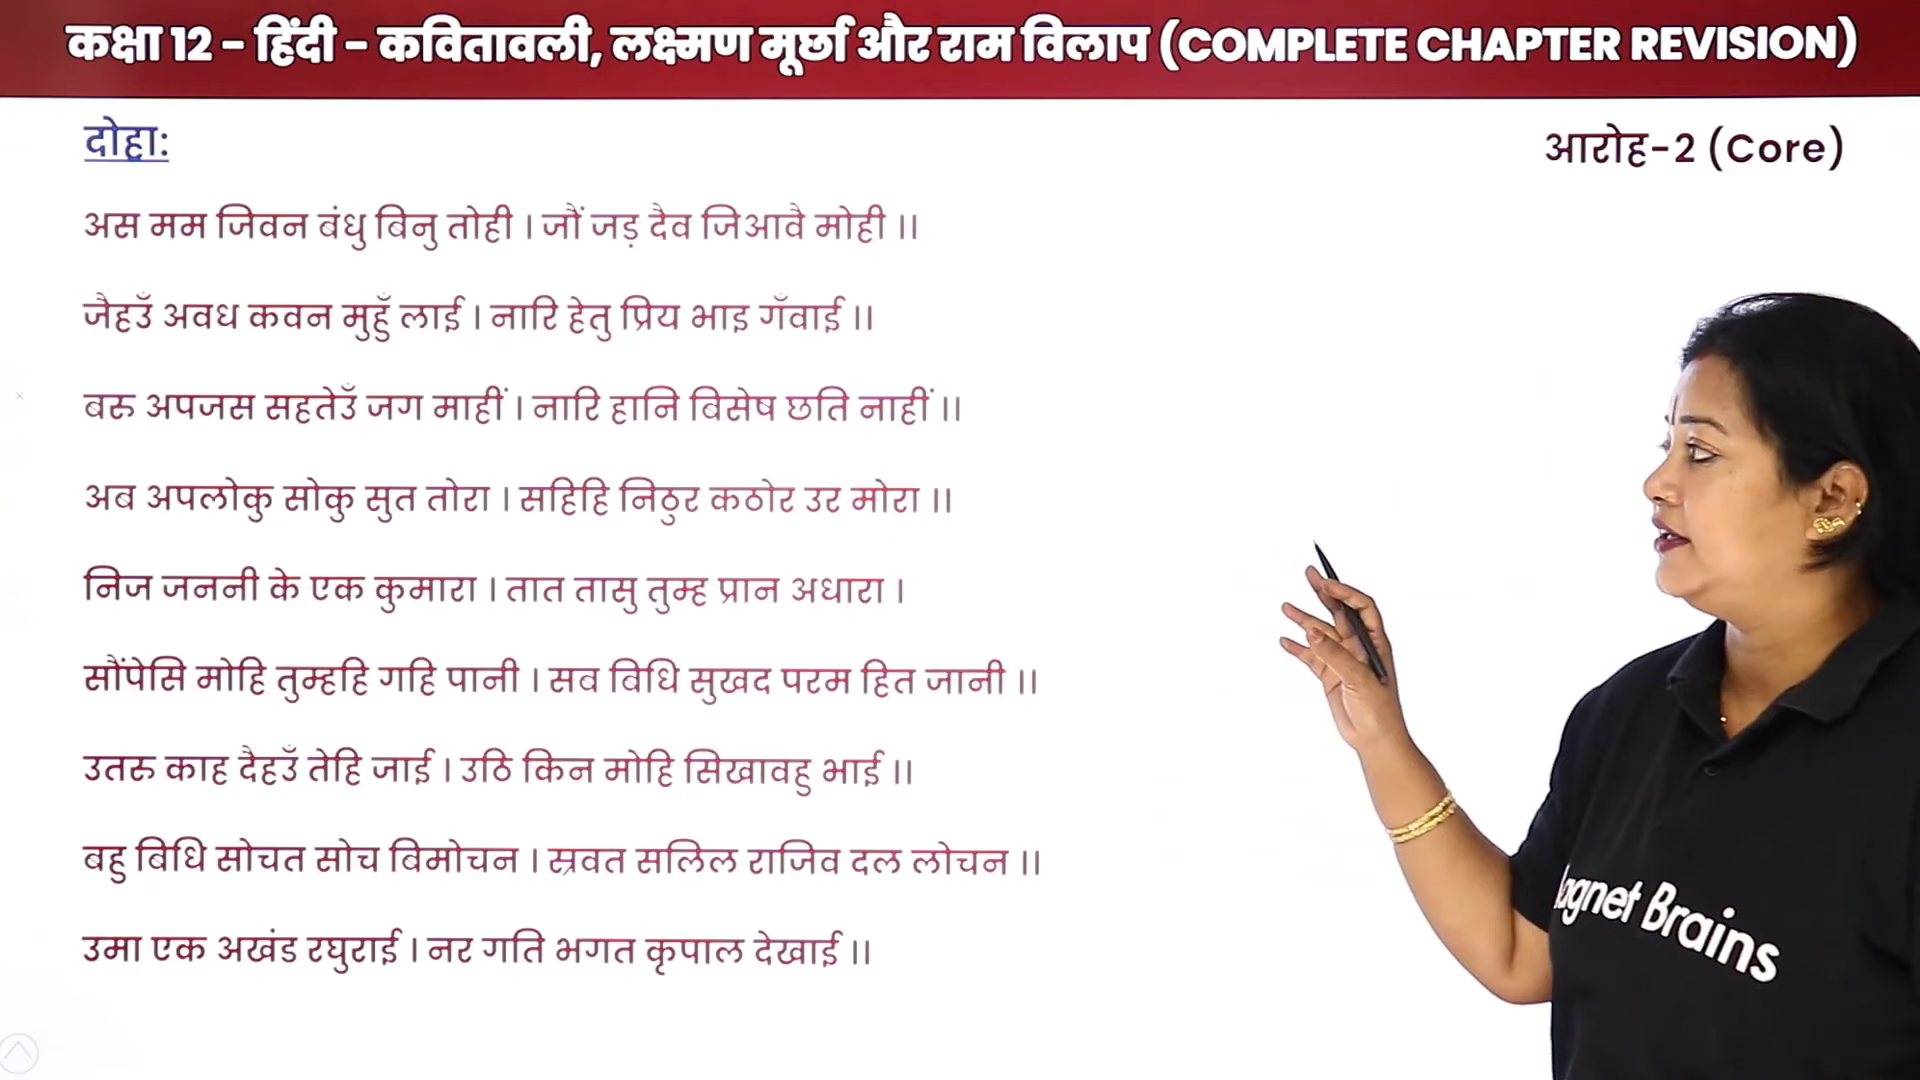 कक्षा 12 - हिंदी - कवितावली, लक्ष्मण मूर्छा और राम विलाप (COMPLETE CHAPTER REVISION)
दोहा:
आरोह-2 (Core)
अस मम जिवन बंधु बिनु तोही । जौं जड़ दैव जिआवै मोही ।।
जैहउँ अवध कवन मुहुँ लाई । नारि हेतु प्रिय भाइ गँवाई ।।
बरु अपजस सहतेउँ जग माहीं । नारि हानि बिसेष छति नाहीं ।।
अब अपलोकु सोकु सुत तोरा । सहिहि निठुर कठोर उर मोरा ।।
निज जननी के एक कुमारा । तात तासु तुम्ह प्रान अधारा ।
सौंपेसि मोहि तुम्हहि गहि पानी । सब बिधि सुखद परम हित जानी ।।
उतरु काह दैहउँ तेहि जाई । उठि किन मोहि सिखावहु भाई ।।
बहु बिधि सोचत सोच बिमोचन । स्रवत सलिल राजिव दल लोचन ।।
उमा एक अखंड रघुराई । नर गति भगत कृपाल देखाई ।।
agnet Brains